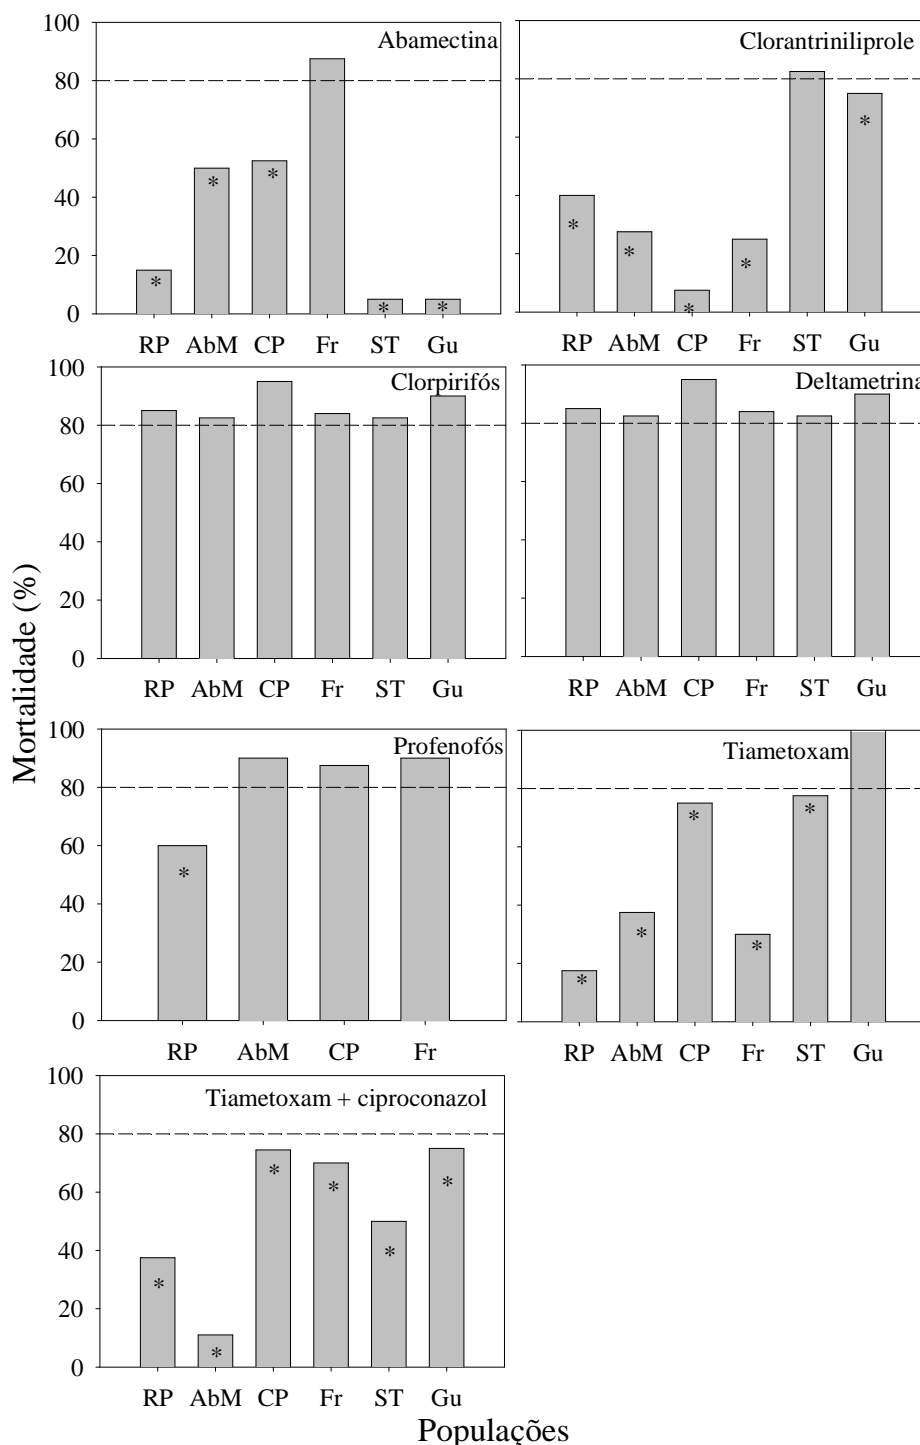 Mortalidade (%)
100
80
60
40
20
0
Abamectina
*
*
*
*
*
RP AbM CP Fr ST Gu
Clorantriniliprole
*
*
*
*
*
RP AbM CP Fr ST Gu
100
80
60
40
20
0
Clorpirifós
RP AbM CP Fr ST Gu
Deltametrina
RP AbM CP Fr ST Gu
100
80
60
40
20
0
Profenofós
*
RP AbM CP Fr
Tiametoxam
*
*
*
*
*
RP AbM CP Fr ST Gu
100
80
60
40
20
0
Tiametoxam + ciproconazol
*
*
*
*
*
*
RP AbM CP Fr ST Gu
Populações